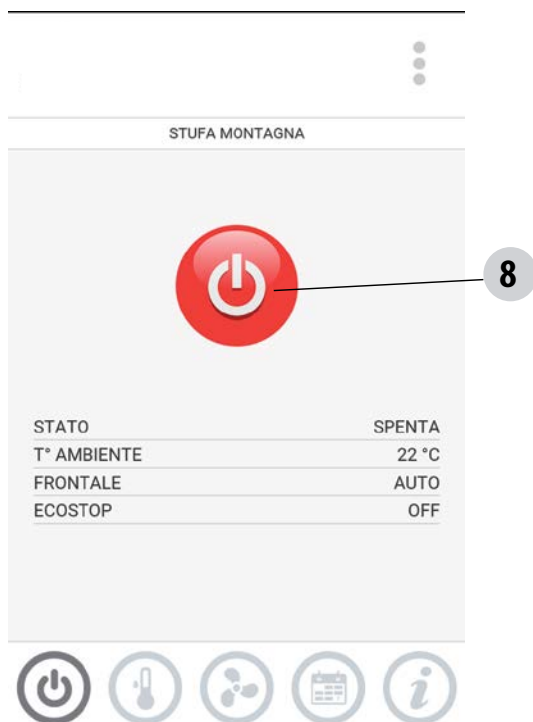 STUFA MONTAGNA
8
STATO SPENTA
T° AMBIENTE 22 °C
FRONTALE AUTO
ECOSTOP OFF
i